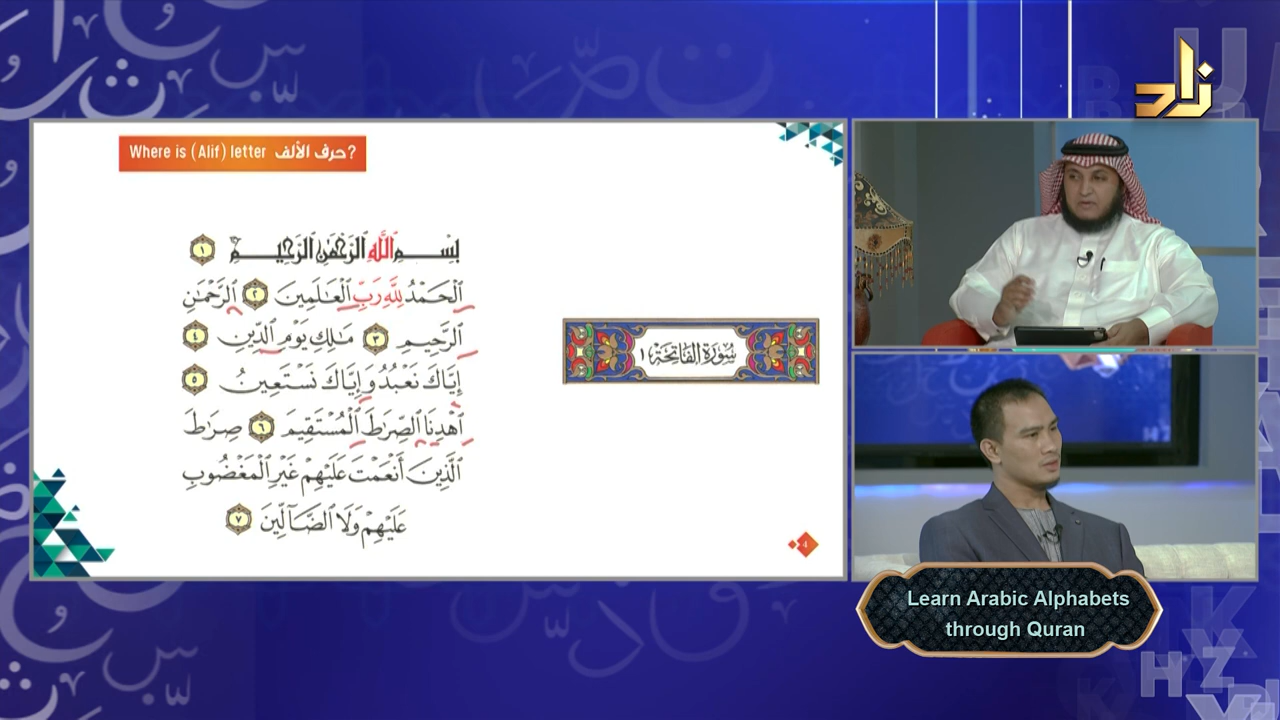 زاد
Where is (Alif) letter حرف الألف?
بِسْمِ ٱللَّهِ ٱلرَّحْمَٰنِ ٱلرَّحِيمِ ١
ٱلْحَمْدُ لِلَّهِ رَبِّ ٱلْعَٰلَمِينَ ٢ ٱلرَّحْمَٰنِ
ٱلرَّحِيمِ ٣ مَٰلِكِ يَوْمِ ٱلدِّينِ ٤
إِيَّاكَ نَعْبُدُ وَإِيَّاكَ نَسْتَعِينُ ٥
ٱهْدِنَا ٱلصِّرَٰطَ ٱلْمُسْتَقِيمَ ٦ صِرَٰطَ
ٱلَّذِينَ أَنْعَمْتَ عَلَيْهِمْ غَيْرِ ٱلْمَغْضُوبِ
عَلَيْهِمْ وَلَا ٱلضَّآلِّينَ ٧
سُورَةُ الفَاتِحَةِ ١
4
Learn Arabic Alphabets
through Quran